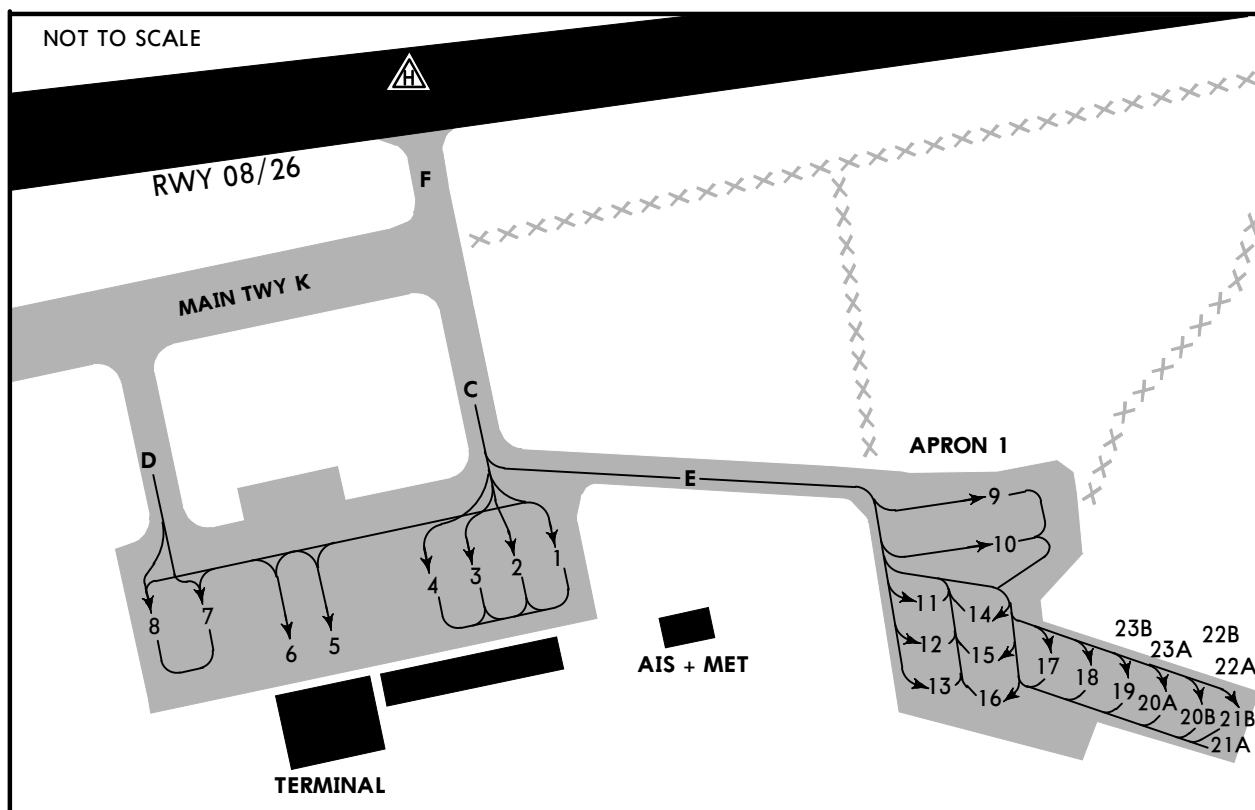 NOT TO SCALE
H
RWY 08/26
F
MAIN TWY K
C
D
E
APRON 1
9
10
1
2
3
4
5
6
7
8
11
12
13
14
15
16
17
18
19
20A
20B
21B
21A
23B
23A
22B
22A
AIS + MET
TERMINAL